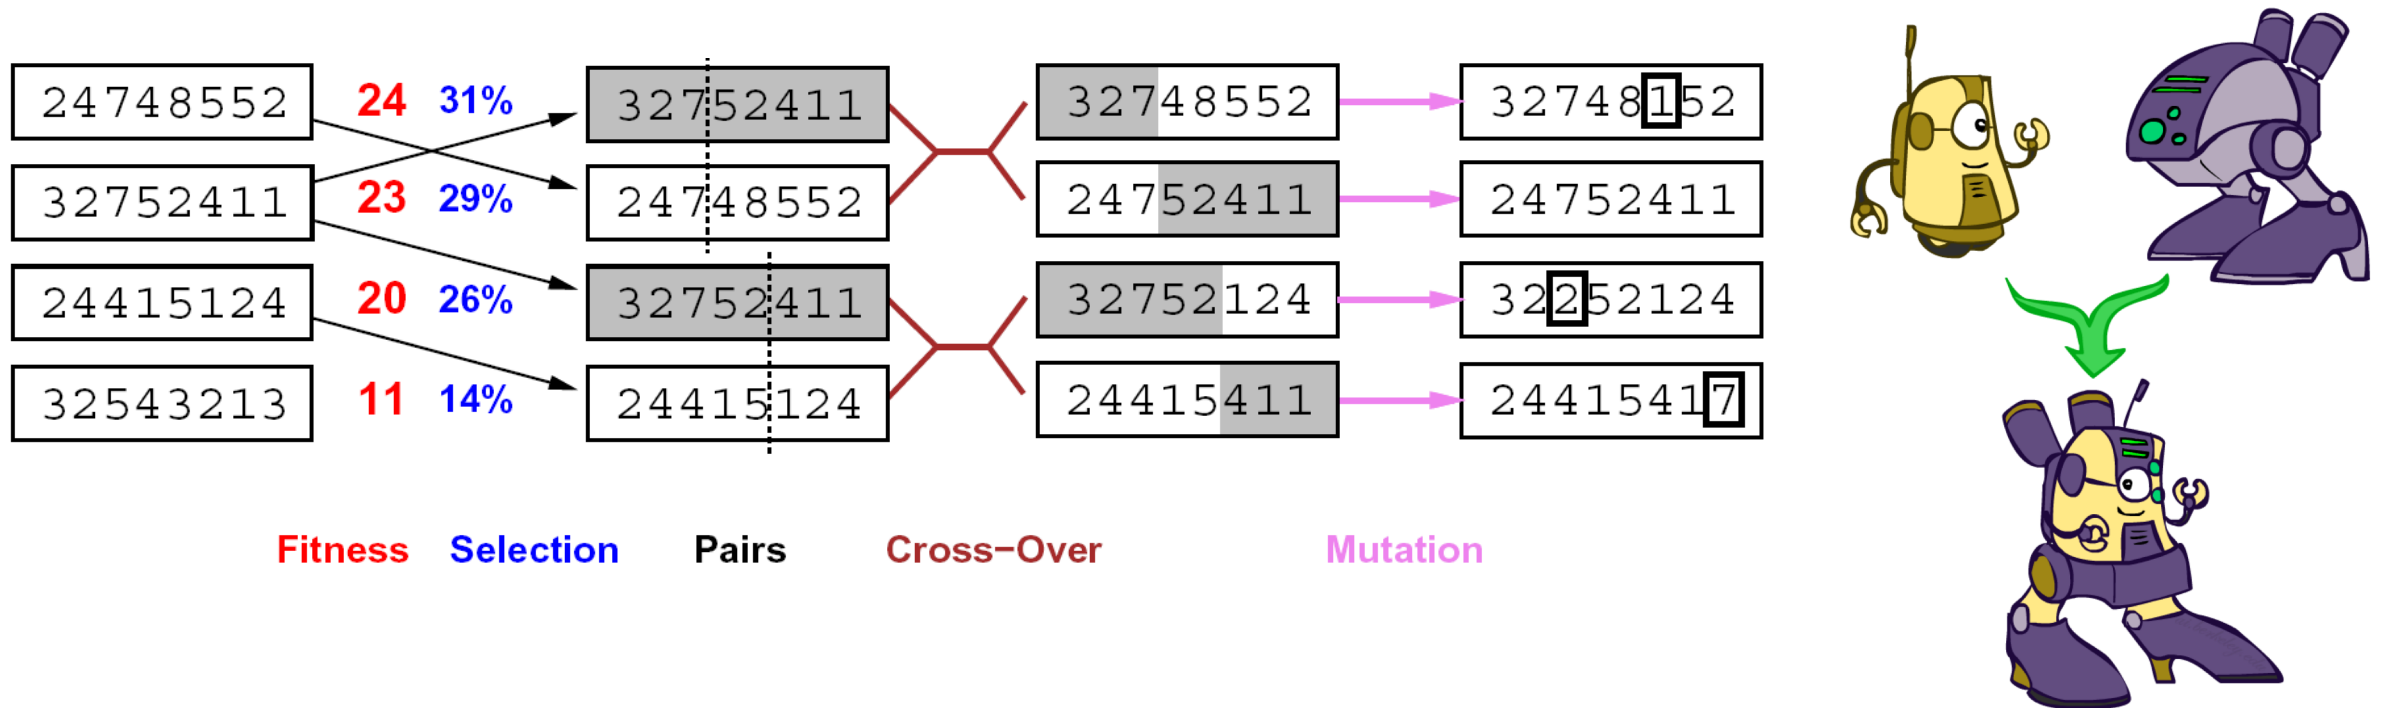 24748552 24 31% 32752411 32748552 32748152
32752411 23 29% 24748552 24752411 24752411
24415124 20 26% 32752411 32752124 32252124
32543213 11 14% 24415124 24415411 24415417
Fitness Selection Pairs Cross−Over Mutation